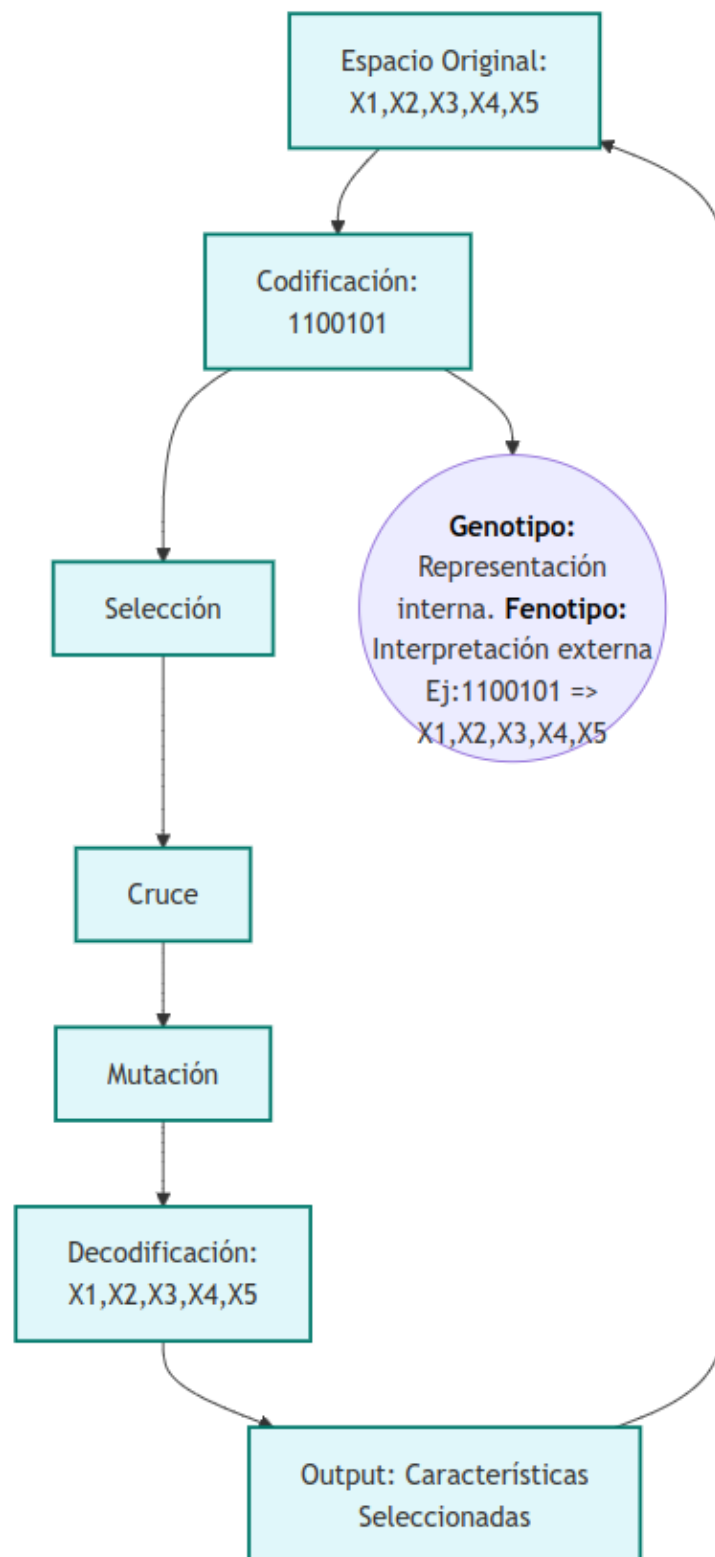 Espacio Original:
X1,X2,X3,X4,X5
Codificación:
1100101
Genotipo:
Representación
interna. Fenotipo:
Interpretación externa
Ej:1100101 =>
X1,X2,X3,X4,X5
Selección
Cruce
Mutación
Decodificación:
X1,X2,X3,X4,X5
Output: Características
Seleccionadas